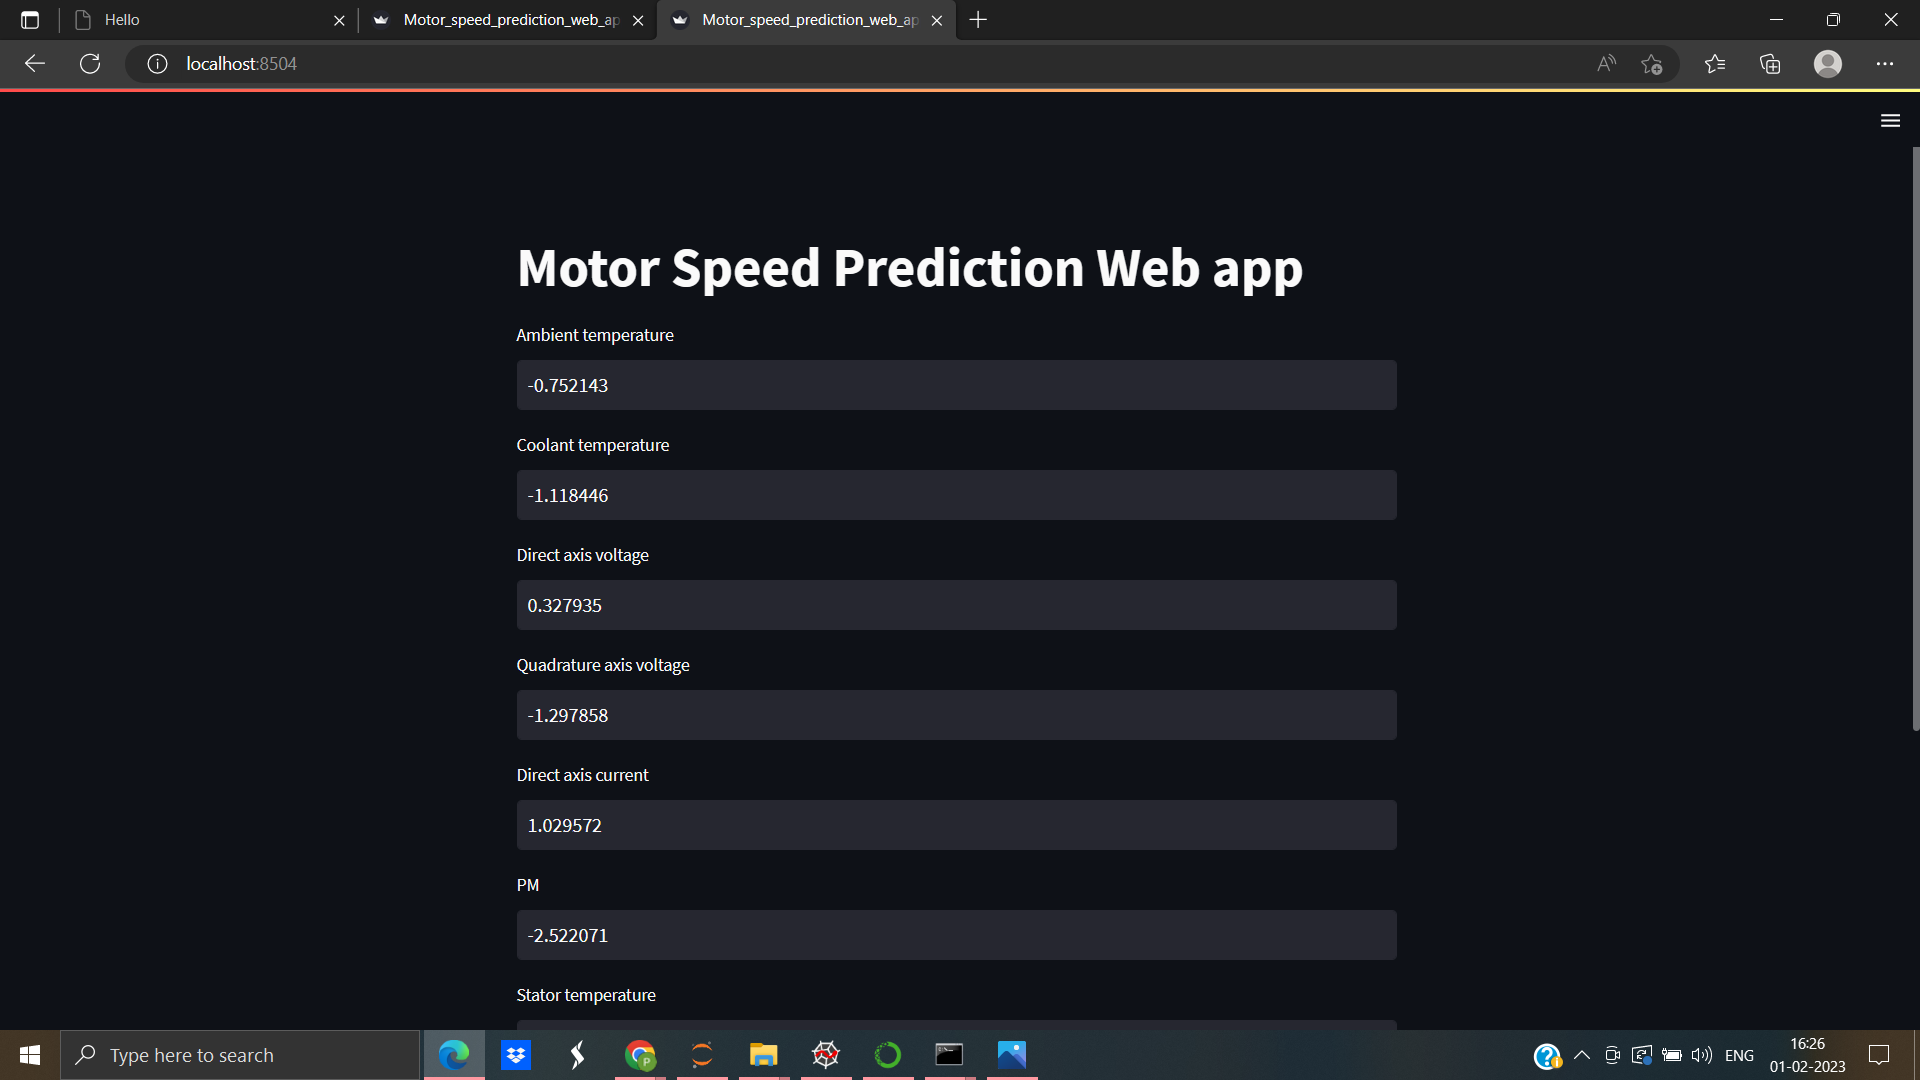 Hello
Motor_speed_prediction_web_ap
Motor_speed_prediction_web_ap
localhost:8504
Motor Speed Prediction Web app
Ambient temperature
-0.752143
Coolant temperature
-1.118446
Direct axis voltage
0.327935
Quadrature axis voltage
-1.297858
Direct axis current
1.029572
PM
-2.522071
Stator temperature
Type here to search
ENG
16:26
01-02-2023